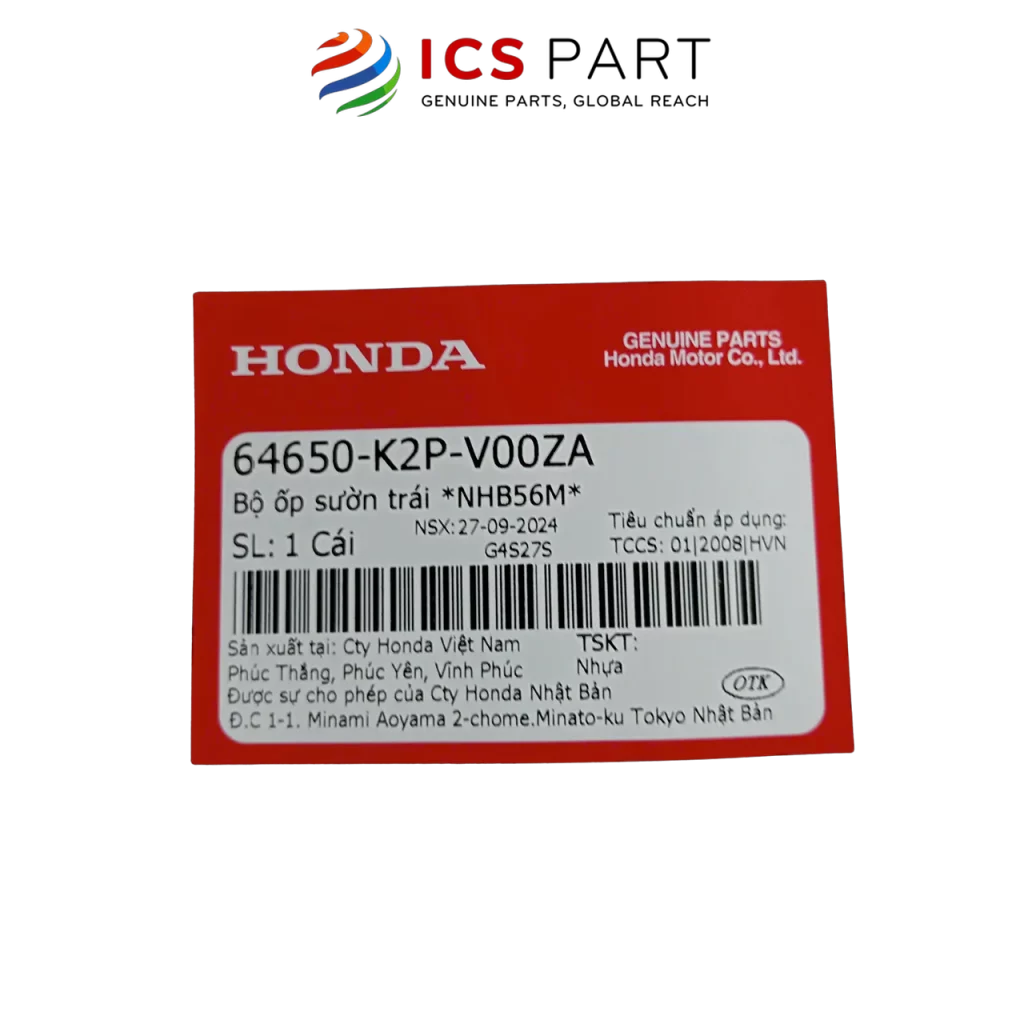 ICS PART
GENUINE PARTS, GLOBAL REACH
HONDA
GENUINE PARTS
Honda Motor Co., Ltd.
64650-K2P-V00ZA
Bộ ốp sườn trái *NHB56M*
SL: 1 Cái
NSX: 27-09-2024
G4S27S
Tiêu chuẩn áp dụng:
TCCS: 01|2008|HVN
Sản xuất tại: Cty Honda Việt Nam
Phúc Thắng, Phúc Yên, Vĩnh Phúc
TSKT:
Nhựa
Được sự cho phép của Cty Honda Nhật Bản
Đ.C 1-1. Minami Aoyama 2-chome.Minato-ku Tokyo Nhật Bản
OTK